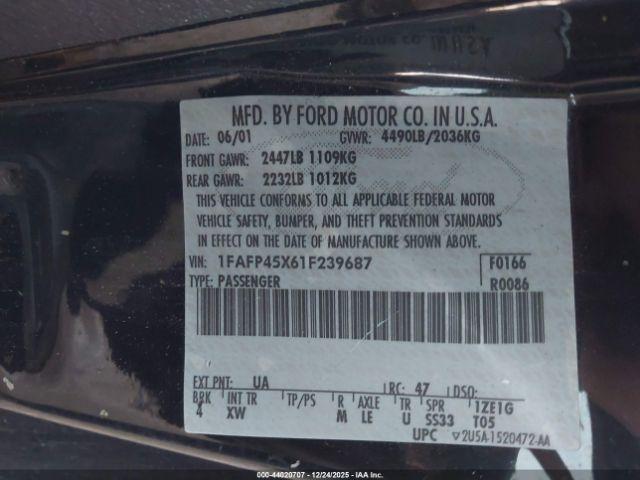 MFD. BY FORD MOTOR CO. IN U.S.A.
DATE: 06/01 GVWR: 4490LB/2036KG
FRONT GAWR: 2447LB 1109KG
REAR GAWR: 2232LB 1012KG
THIS VEHICLE CONFORMS TO ALL APPLICABLE FEDERAL MOTOR
VEHICLE SAFETY, BUMPER, AND THEFT PREVENTION STANDARDS
IN EFFECT ON THE DATE OF MANUFACTURE SHOWN ABOVE.
VIN: 1FAFP45X61F239687 F0166
TYPE: PASSENGER R0086
EXT PNT: UA RC: 47 DSO:
BRK INT TR TP/PS R AXLE TR SPR 1ZE1G
4 XW M LE U SS33 T05
UPC ▽2U5A-1520472-AA
000-44020707 - 12/24/2025 - IAAI.com